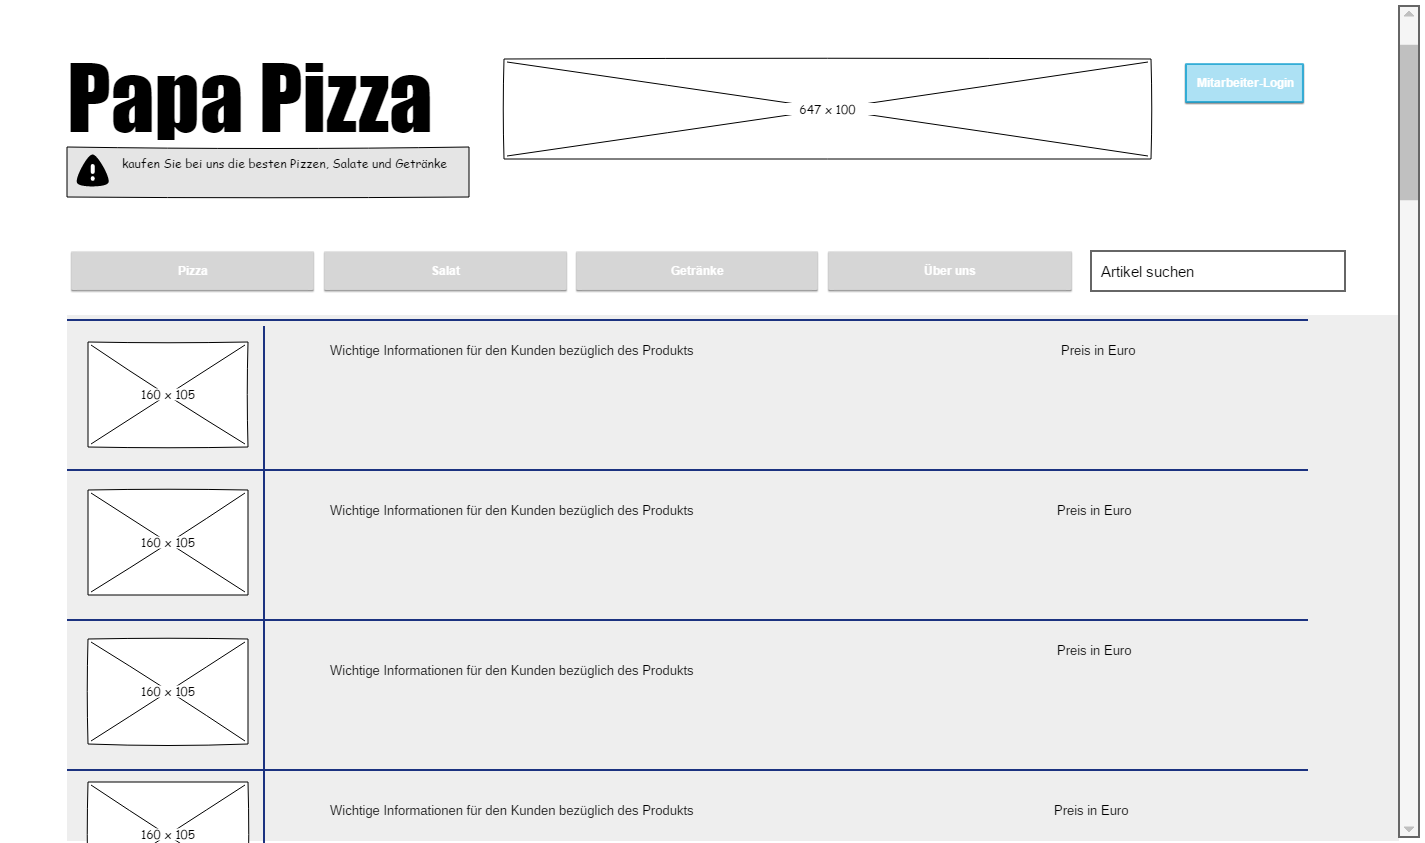 Papa Pizza
647 x 100
Mitarbeiter-Login
kaufen Sie bei uns die besten Pizzen, Salate und Getränke
Pizza
Salat
Getränke
Über uns
Artikel suchen
160 x 105
Wichtige Informationen für den Kunden bezüglich des Produkts
Preis in Euro
160 x 105
Wichtige Informationen für den Kunden bezüglich des Produkts
Preis in Euro
160 x 105
Wichtige Informationen für den Kunden bezüglich des Produkts
Preis in Euro
160 x 105
Wichtige Informationen für den Kunden bezüglich des Produkts
Preis in Euro